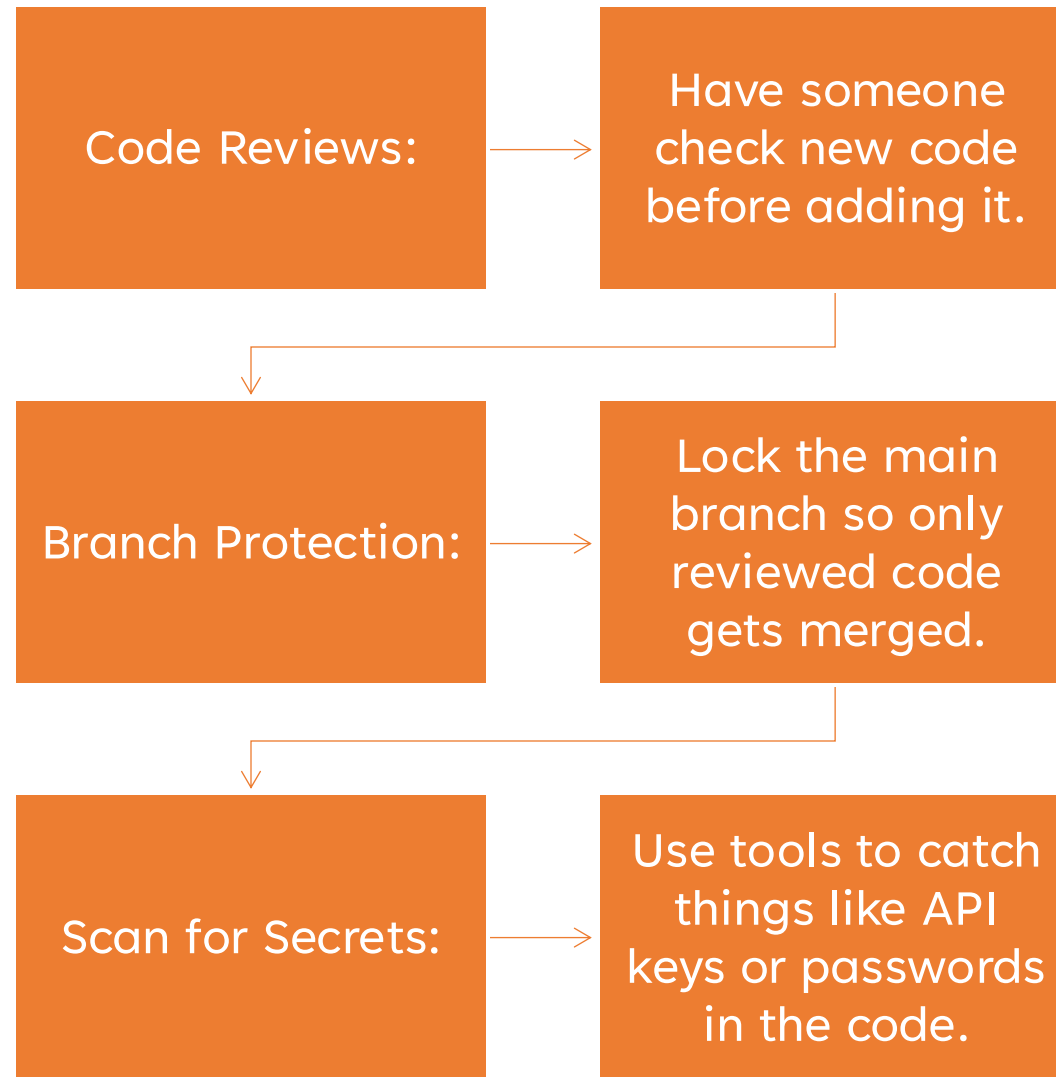 Code Reviews:
Have someone
check new code
before adding it.
Branch Protection:
Lock the main
branch so only
reviewed code
gets merged.
Scan for Secrets:
Use tools to catch
things like API
keys or passwords
in the code.